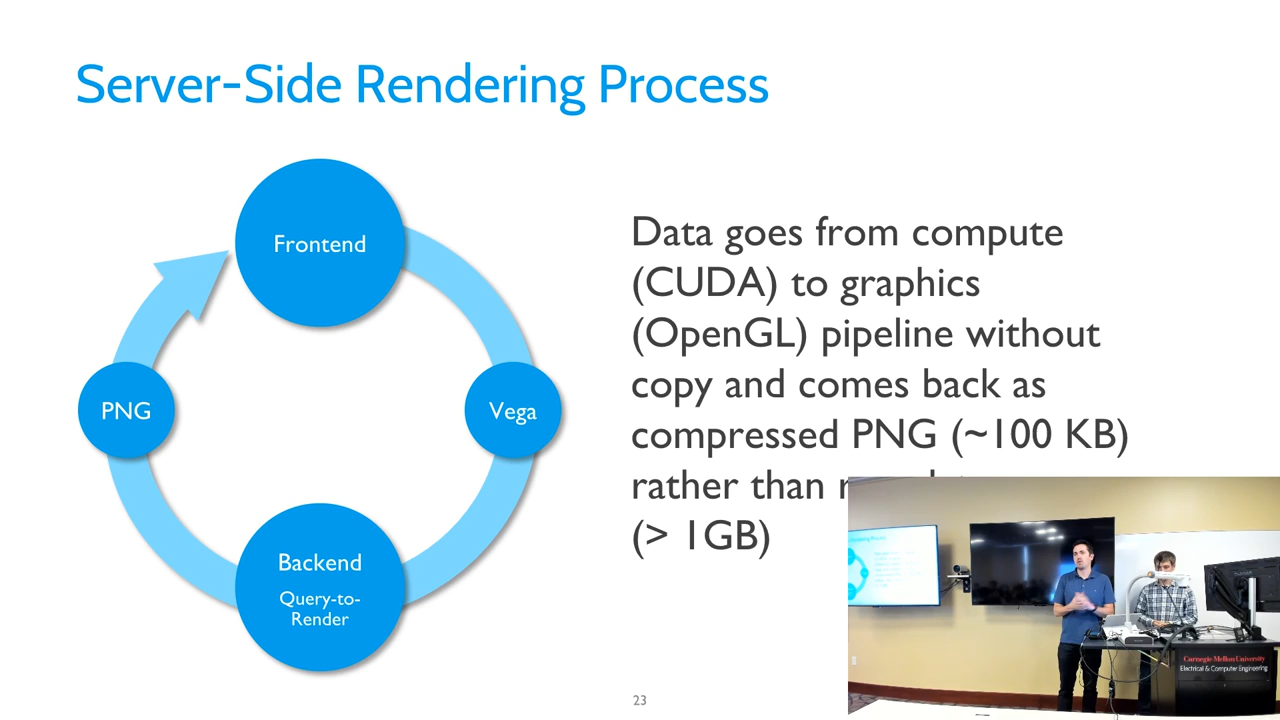 Server-Side Rendering Process
Frontend
PNG
Vega
Backend
Query-to-
Render
Data goes from compute
(CUDA) to graphics
(OpenGL) pipeline without
copy and comes back as
compressed PNG (~100 KB)
rather than
(> 1GB)
Carnegie Mellon University
Electrical & Computer Engineering
23